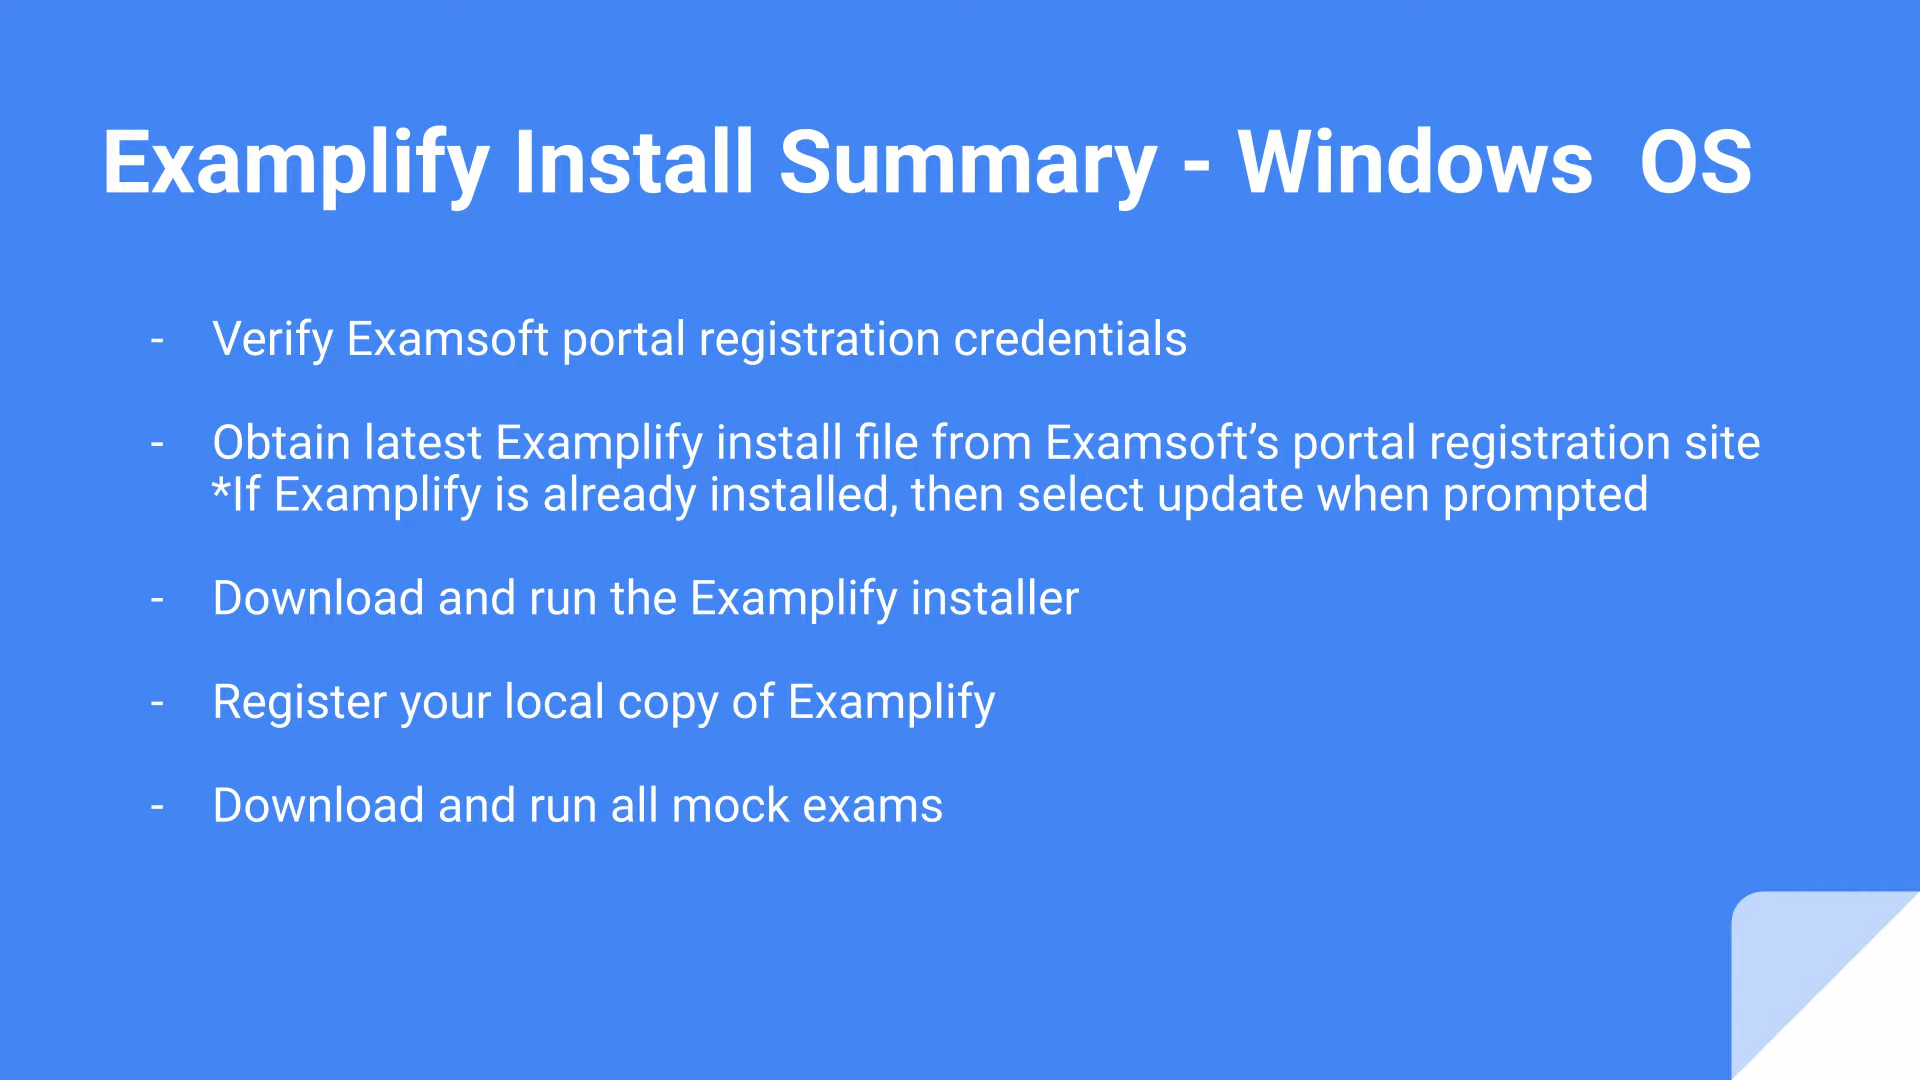 Examplify Install Summary - Windows  OS
- Verify Examsoft portal registration credentials
- Obtain latest Examplify install file from Examsoft’s portal registration site
*If Examplify is already installed, then select update when prompted
- Download and run the Examplify installer
- Register your local copy of Examplify
- Download and run all mock exams